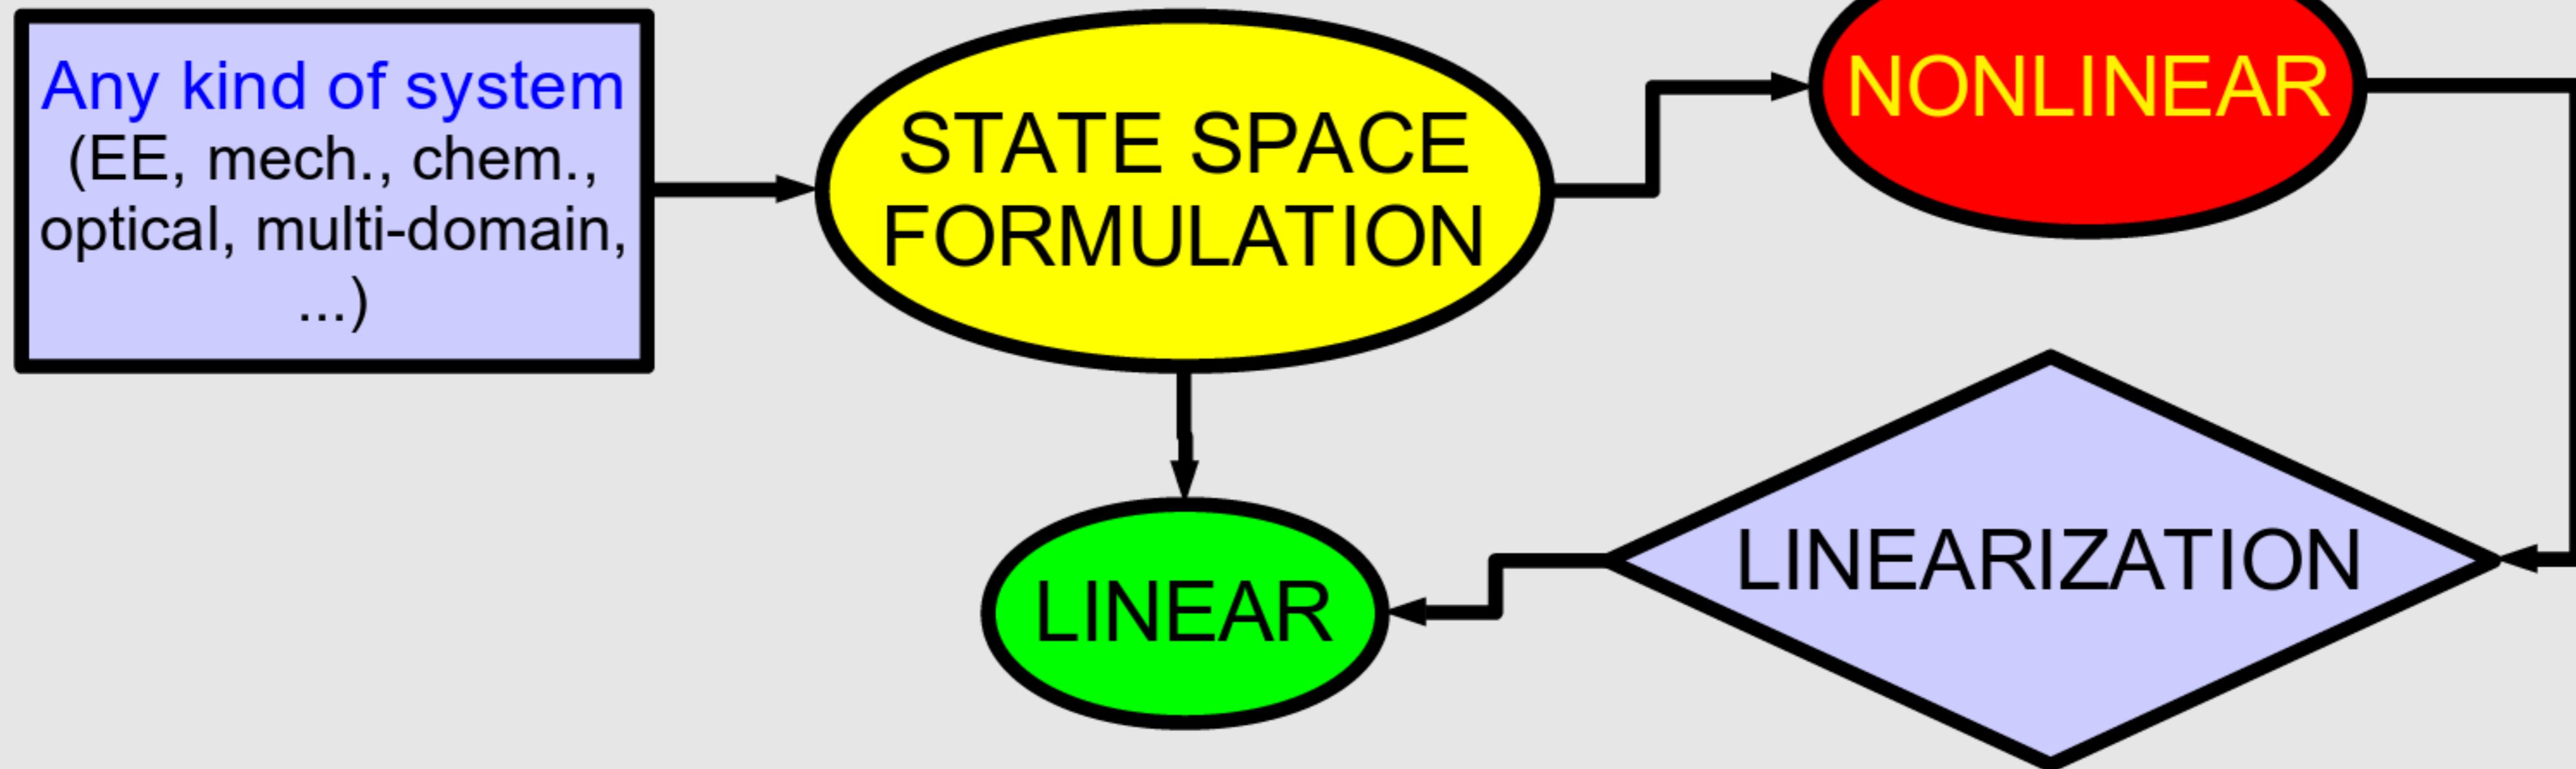 Any kind of system
(EE, mech., chem.,
optical, multi-domain,
...)
STATE SPACE
FORMULATION
NONLINEAR
LINEAR
LINEARIZATION